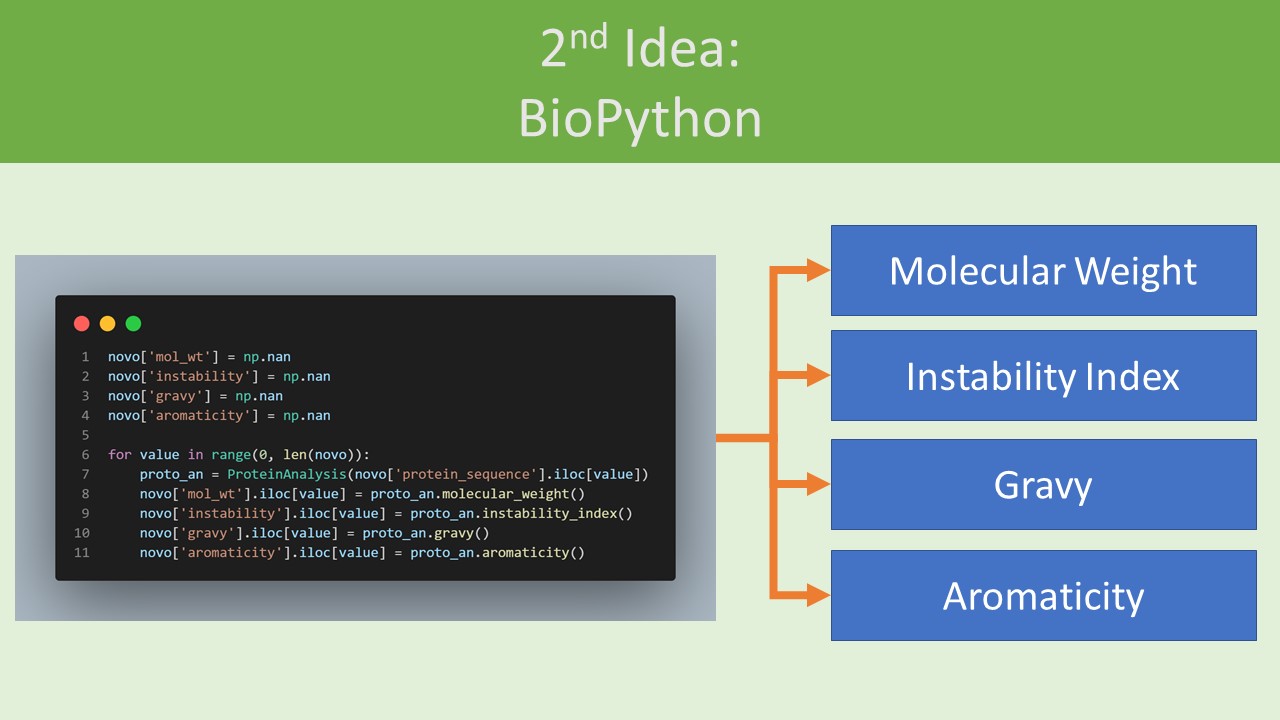 2nd Idea:
BioPython
1 novo['mol_wt'] = np.nan
2 novo['instability'] = np.nan
3 novo['gravy'] = np.nan
4 novo['aromaticity'] = np.nan
5
6 for value in range(0, len(novo)):
7     proto_an = ProteinAnalysis(novo['protein_sequence'].iloc[value])
8     novo['mol_wt'].iloc[value] = proto_an.molecular_weight()
9     novo['instability'].iloc[value] = proto_an.instability_index()
10     novo['gravy'].iloc[value] = proto_an.gravy()
11     novo['aromaticity'].iloc[value] = proto_an.aromaticity()
Molecular Weight
Instability Index
Gravy
Aromaticity